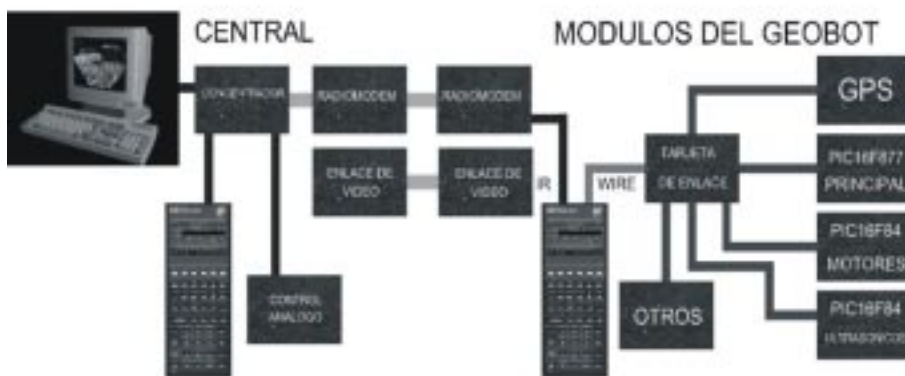 CENTRAL
MODULOS DEL GEOBOT
CONCENTRADOR
RADIOMODEM
RADIOMODEM
GPS
ENLACE DE
VIDEO
ENLACE DE
VIDEO
IR
WIRE
TARJETA
DE ENLACE
PIC16F877
PRINCIPAL
PIC16F84
MOTORES
CONTROL
ANALOGO
OTROS
PIC16F84
ULTRASONICOS